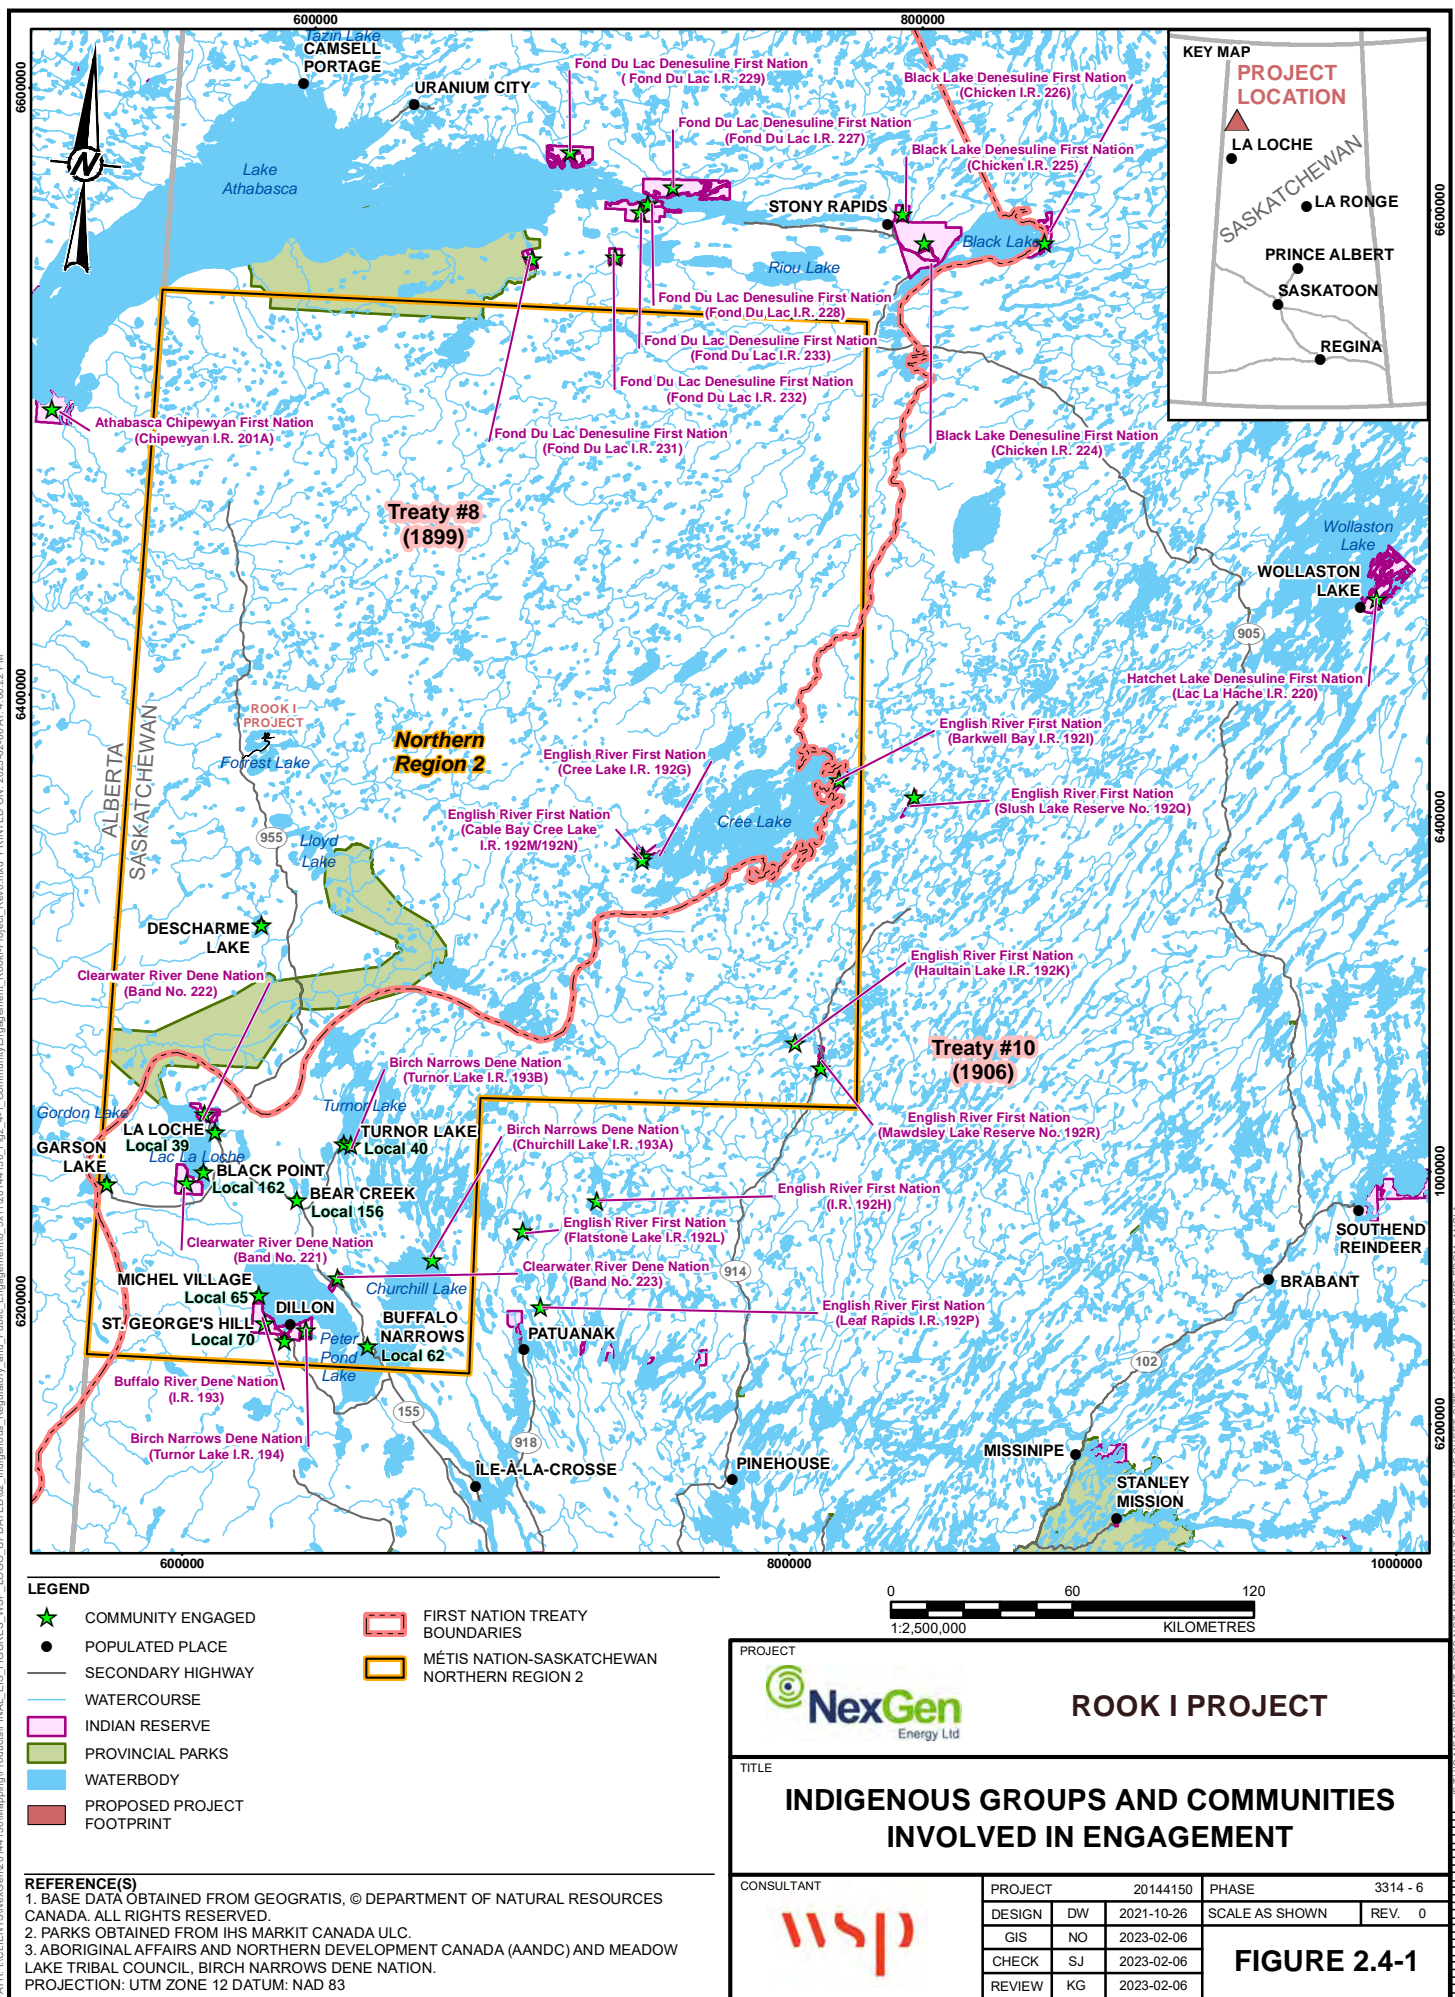 600000
800000
6600000
6400000
6200000
6600000
6400000
1000000
6200000
600000
800000
1000000
Tazin Lake
CAMSELL
PORTAGE
URANIUM CITY
Lake
Athabasca
Fond Du Lac Denesuline First Nation
( Fond Du Lac I.R. 229)
Fond Du Lac Denesuline First Nation
(Fond Du Lac I.R. 227)
Black Lake Denesuline First Nation
(Chicken I.R. 226)
Black Lake Denesuline First Nation
(Chicken I.R. 225)
STONY RAPIDS
Black Lake
Riou Lake
Fond Du Lac Denesuline First Nation
(Fond Du Lac I.R. 228)
Fond Du Lac Denesuline First Nation
(Fond Du Lac I.R. 233)
Fond Du Lac Denesuline First Nation
(Fond Du Lac I.R. 232)
Fond Du Lac Denesuline First Nation
(Fond Du Lac I.R. 231)
Black Lake Denesuline First Nation
(Chicken I.R. 224)
Athabasca Chipewyan First Nation
(Chipewyan I.R. 201A)
KEY MAP
PROJECT
LOCATION
LA LOCHE
SASKATCHEWAN
LA RONGE
PRINCE ALBERT
SASKATOON
REGINA
Treaty #8
(1899)
Wollaston
Lake
WOLLASTON
LAKE
905
Hatchet Lake Denesuline First Nation
(Lac La Hache I.R. 220)
ALBERTA
SASKATCHEWAN
ROOK I
PROJECT
Forrest Lake
Northern
Region 2
English River First Nation
(Cree Lake I.R. 192G)
English River First Nation
(Barkwell Bay I.R. 192I)
English River First Nation
(Slush Lake Reserve No. 192Q)
English River First Nation
(Cable Bay Cree Lake
I.R. 192M/192N)
Cree Lake
955
Lloyd
Lake
DESCHARME
LAKE
Clearwater River Dene Nation
(Band No. 222)
English River First Nation
(Haultain Lake I.R. 192K)
Treaty #10
(1906)
Birch Narrows Dene Nation
(Turnor Lake I.R. 193B)
Gordon Lake
Turnor Lake
English River First Nation
(Mawdsley Lake Reserve No. 192R)
Birch Narrows Dene Nation
(Churchill Lake I.R. 193A)
LA LOCHE
Local 39
TURNOR LAKE
Local 40
GARSON
LAKE
Lac La Loche
BLACK POINT
Local 162
BEAR CREEK
Local 156
English River First Nation
(I.R. 192H)
English River First Nation
(Flatstone Lake I.R. 192L)
SOUTHEND
REINDEER
Clearwater River Dene Nation
(Band No. 221)
Clearwater River Dene Nation
(Band No. 223)
914
BRABANT
MICHEL VILLAGE
Local 65
Churchill Lake
DILLON
ST. GEORGE'S HILL
Local 70
BUFFALO
NARROWS
Local 62
Peter
Pond
Lake
English River First Nation
(Leaf Rapids I.R. 192P)
PATUANAK
102
Buffalo River Dene Nation
(I.R. 193)
155
Birch Narrows Dene Nation
(Turnor Lake I.R. 194)
918
ÎLE-À-LA-CROSSE
PINEHOUSE
MISSINIPE
STANLEY
MISSION
LEGEND
COMMUNITY ENGAGED
POPULATED PLACE
SECONDARY HIGHWAY
WATERCOURSE
INDIAN RESERVE
PROVINCIAL PARKS
WATERBODY
PROPOSED PROJECT
FOOTPRINT
FIRST NATION TREATY
BOUNDARIES
MÉTIS NATION-SASKATCHEWAN
NORTHERN REGION 2
0 60 120
1:2,500,000 KILOMETRES
PROJECT
NexGen
Energy Ltd
ROOK I PROJECT
TITLE
INDIGENOUS GROUPS AND COMMUNITIES
INVOLVED IN ENGAGEMENT
CONSULTANT
wsp
PROJECT 20144150 PHASE 3314 - 6
DESIGN DW 2021-10-26 SCALE AS SHOWN REV. 0
GIS NO 2023-02-06
CHECK SJ 2023-02-06
REVIEW KG 2023-02-06
FIGURE 2.4-1
REFERENCE(S)
1. BASE DATA OBTAINED FROM GEOGRATIS, © DEPARTMENT OF NATURAL RESOURCES
CANADA. ALL RIGHTS RESERVED.
2. PARKS OBTAINED FROM IHS MARKIT CANADA ULC.
3. ABORIGINAL AFFAIRS AND NORTHERN DEVELOPMENT CANADA (AANDC) AND MEADOW
LAKE TRIBAL COUNCIL, BIRCH NARROWS DENE NATION.
PROJECTION: UTM ZONE 12 DATUM: NAD 83